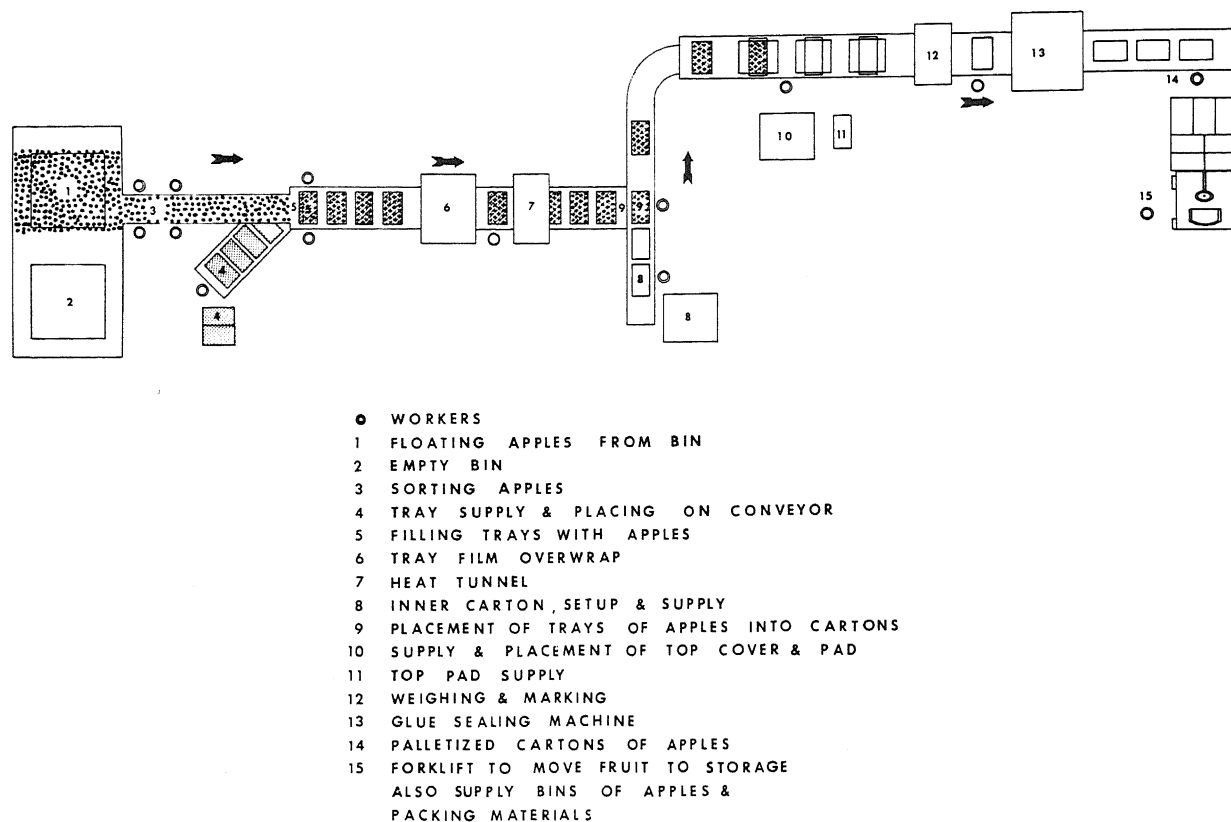 12
13
14
10
11
1
3
5
6
7
9
9
15
4
2
4
8
8
WORKERS
1 FLOATING APPLES FROM BIN
2 EMPTY BIN
3 SORTING APPLES
4 TRAY SUPPLY & PLACING ON CONVEYOR
5 FILLING TRAYS WITH APPLES
6 TRAY FILM OVERWRAP
7 HEAT TUNNEL
8 INNER CARTON, SETUP & SUPPLY
9 PLACEMENT OF TRAYS OF APPLES INTO CARTONS
10 SUPPLY & PLACEMENT OF TOP COVER & PAD
11 TOP PAD SUPPLY
12 WEIGHING & MARKING
13 GLUE SEALING MACHINE
14 PALLETIZED CARTONS OF APPLES
15 FORKLIFT TO MOVE FRUIT TO STORAGE
ALSO SUPPLY BINS OF APPLES &
PACKING MATERIALS